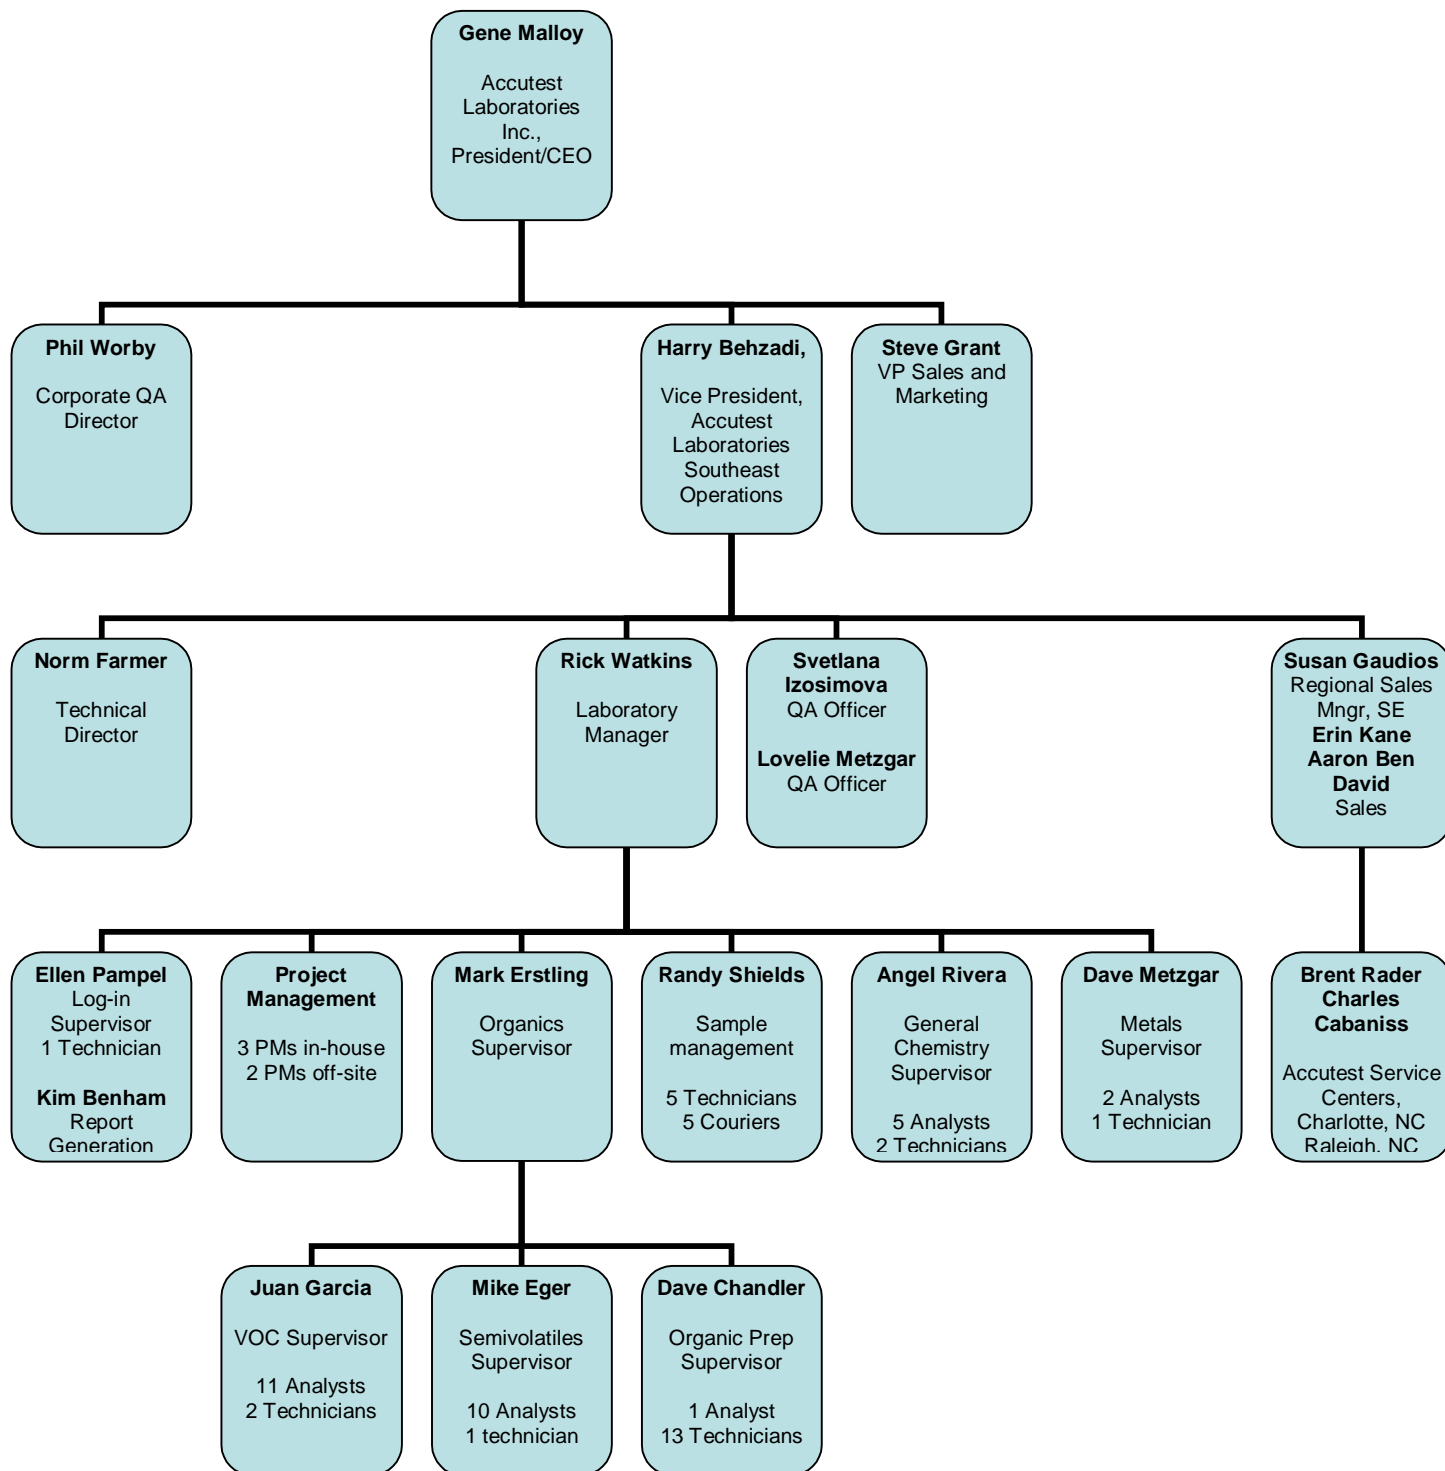 Gene Malloy
Accutest
Laboratories
Inc.,
President/CEO
Phil Worby
Corporate QA
Director
Harry Behzadi,
Vice President,
Accutest
Laboratories
Southeast
Operations
Steve Grant
VP Sales and
Marketing
Norm Farmer
Technical
Director
Rick Watkins
Laboratory
Manager
Svetlana
Izosimova
QA Officer
Lovelie Metzgar
QA Officer
Susan Gaudios
Regional Sales
Mngr, SE
Erin Kane
Aaron Ben
David
Sales
Ellen Pampel
Log-in
Supervisor
1 Technician
Kim Benham
Report
Generation
Project
Management
3 PMs in-house
2 PMs off-site
Mark Erstling
Organics
Supervisor
Randy Shields
Sample
management
5 Technicians
5 Couriers
Angel Rivera
General
Chemistry
Supervisor
5 Analysts
2 Technicians
Dave Metzgar
Metals
Supervisor
2 Analysts
1 Technician
Brent Rader
Charles
Cabaniss
Accutest Service
Centers,
Charlotte, NC
Raleigh, NC
Juan Garcia
VOC Supervisor
11 Analysts
2 Technicians
Mike Eger
Semivolatiles
Supervisor
10 Analysts
1 technician
Dave Chandler
Organic Prep
Supervisor
1 Analyst
13 Technicians